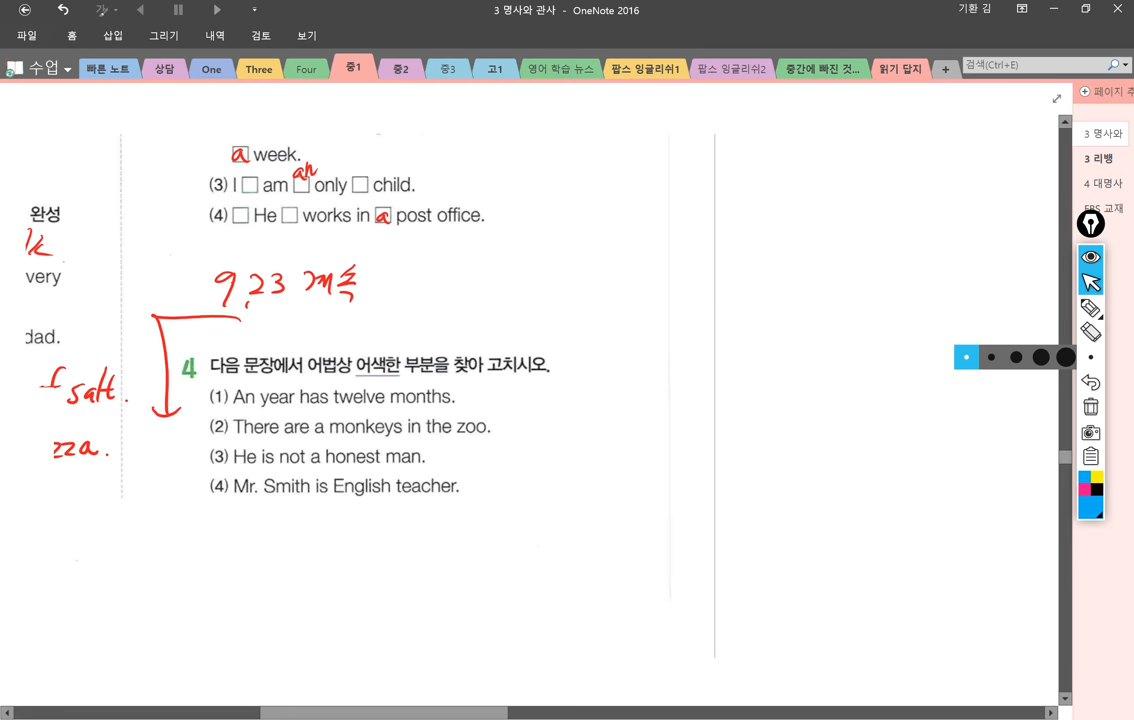 3 명사와 관사 - OneNote 2016
기환 김
파일 홈 삽입 그리기 내역 검토 보기
수업 빠른 노트 상담 One Three Four 중1 중2 중3 고1 영어 학습 뉴스 팝스 잉글리쉬1 팝스 잉글리쉬2 중간에 빠진 것... 읽기 답지 + 검색(Ctrl+E)
페이지 추
3 명사와
3 리뱅
4 대명사
EBS 교재
완성
very
dad.
salt.
zza.
a week.
(3) I am an only child.
(4) He works in a post office.
9.23 계속
4 다음 문장에서 어법상 어색한 부분을 찾아 고치시오.
(1) An year has twelve months.
(2) There are a monkeys in the zoo.
(3) He is not a honest man.
(4) Mr. Smith is English teacher.